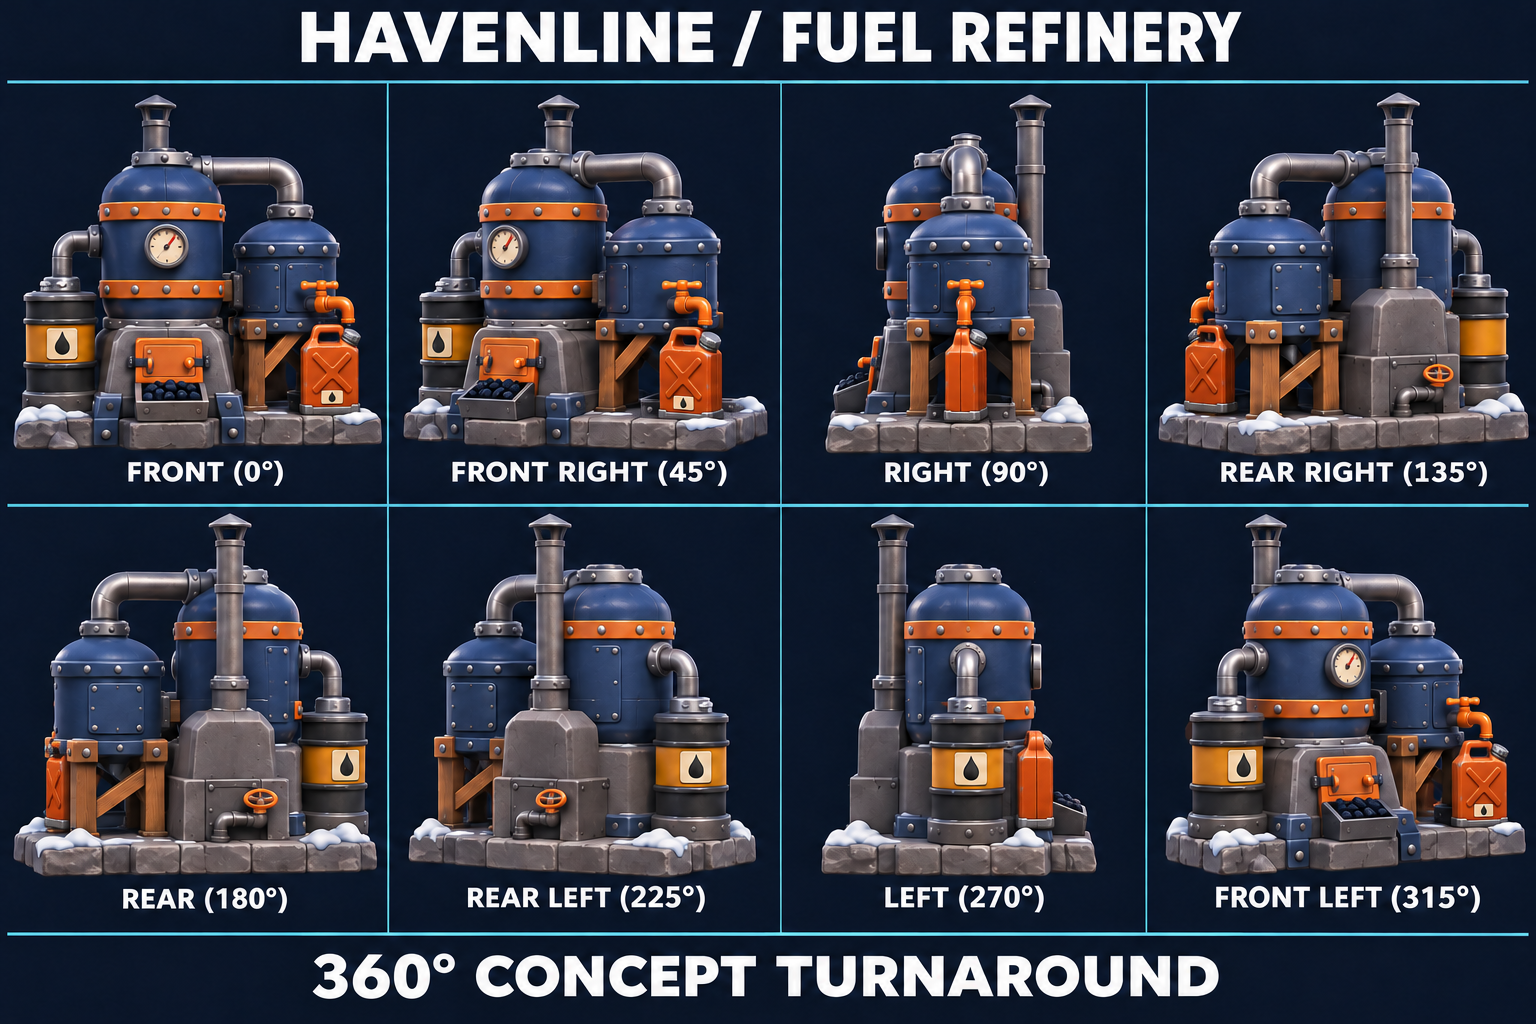 HAVENLINE / FUEL REFINERY
FRONT (0°)
FRONT RIGHT (45°)
RIGHT (90°)
REAR RIGHT (135°)
REAR (180°)
REAR LEFT (225°)
LEFT (270°)
FRONT LEFT (315°)
360° CONCEPT TURNAROUND